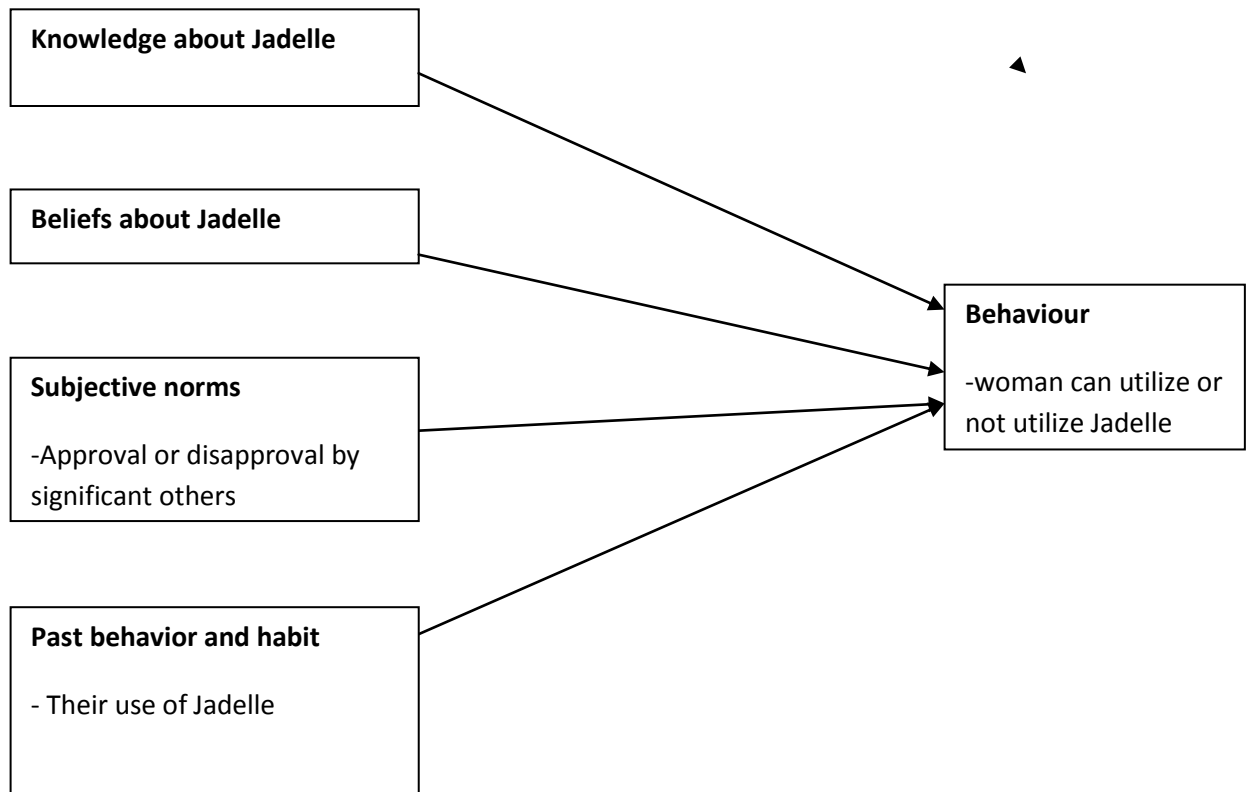 Knowledge about Jadelle
Beliefs about Jadelle
Subjective norms
-Approval or disapproval by
significant others
Past behavior and habit
- Their use of Jadelle
Behaviour
-woman can utilize or
not utilize Jadelle